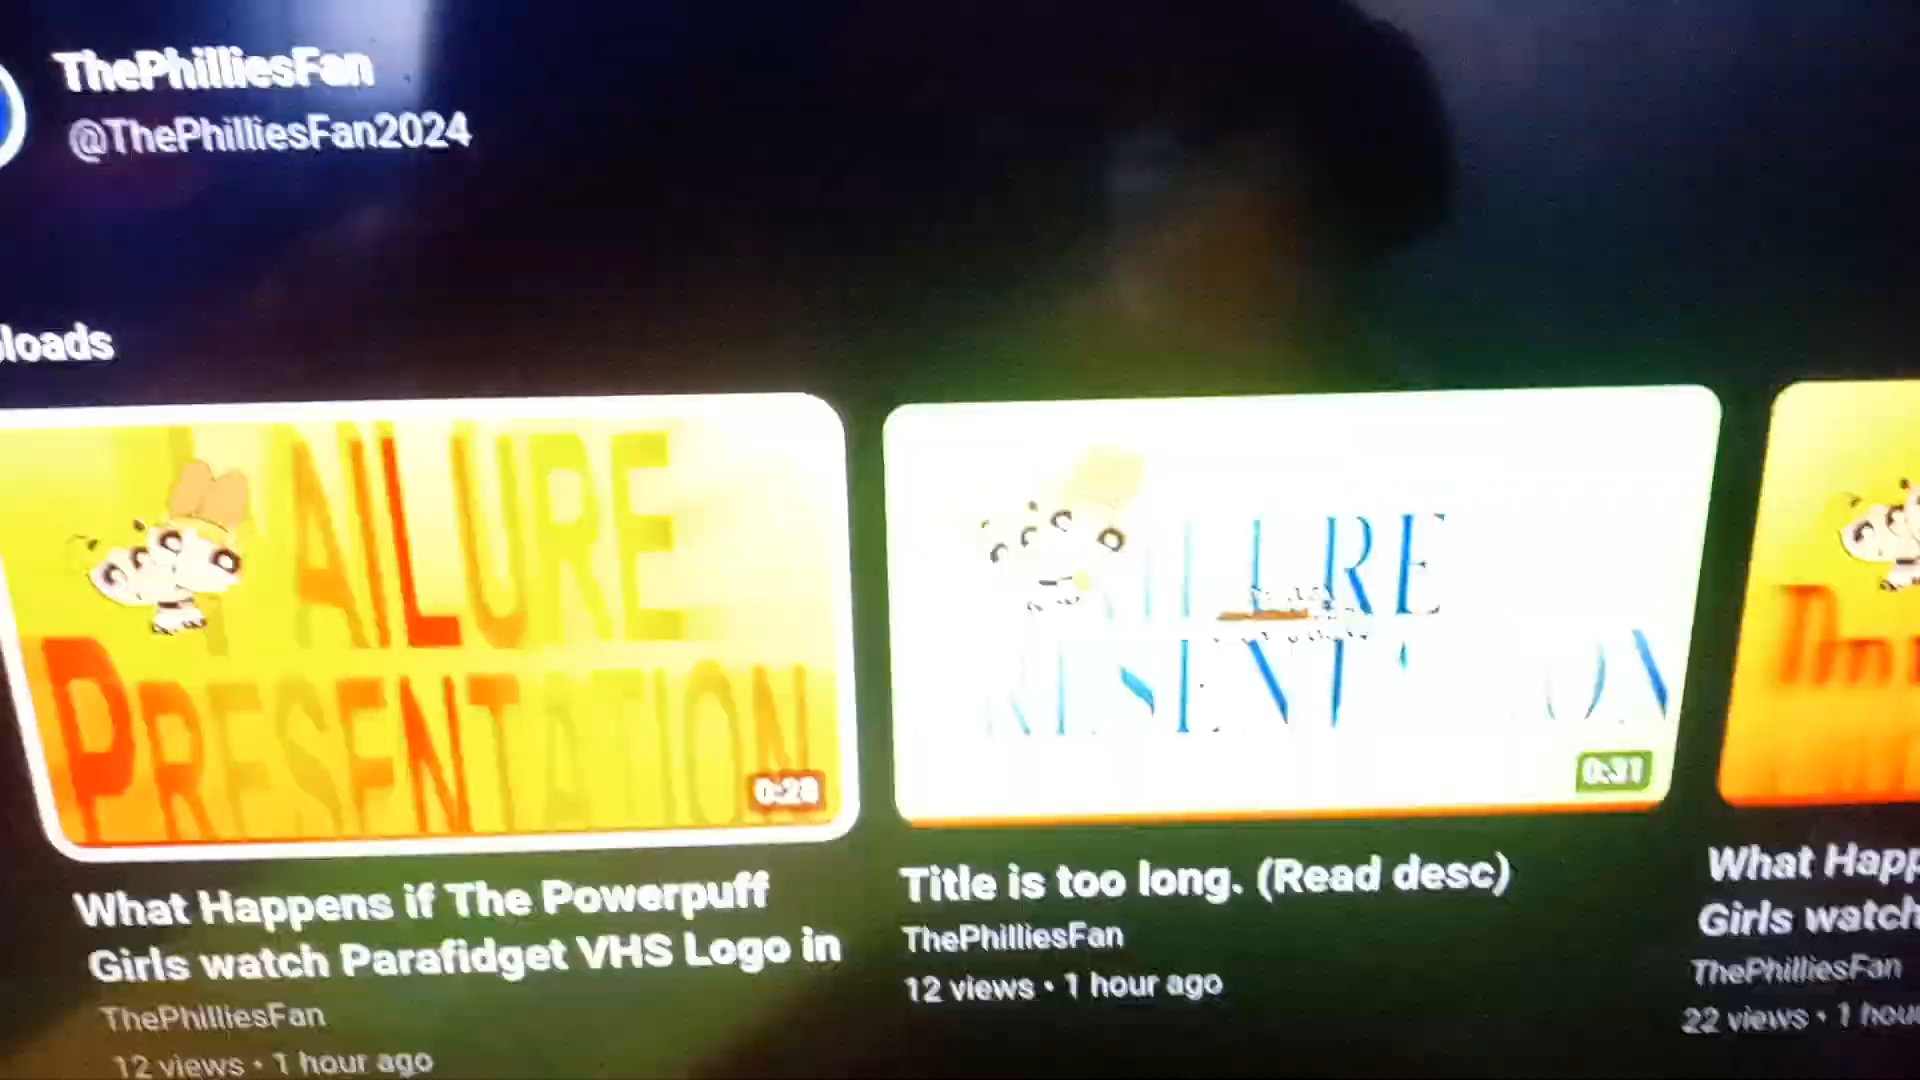 ThePhilliesFan
@ThePhilliesFan2024
loads
AILURE
PRESENTATION
0:28
0:31
What Happens if The Powerpuff
Girls watch Parafidget VHS Logo in
ThePhilliesFan
12 views • 1 hour ago
Title is too long. (Read desc)
ThePhilliesFan
12 views • 1 hour ago
What Happ
Girls watch
ThePhilliesFan
22 views • 1 hour